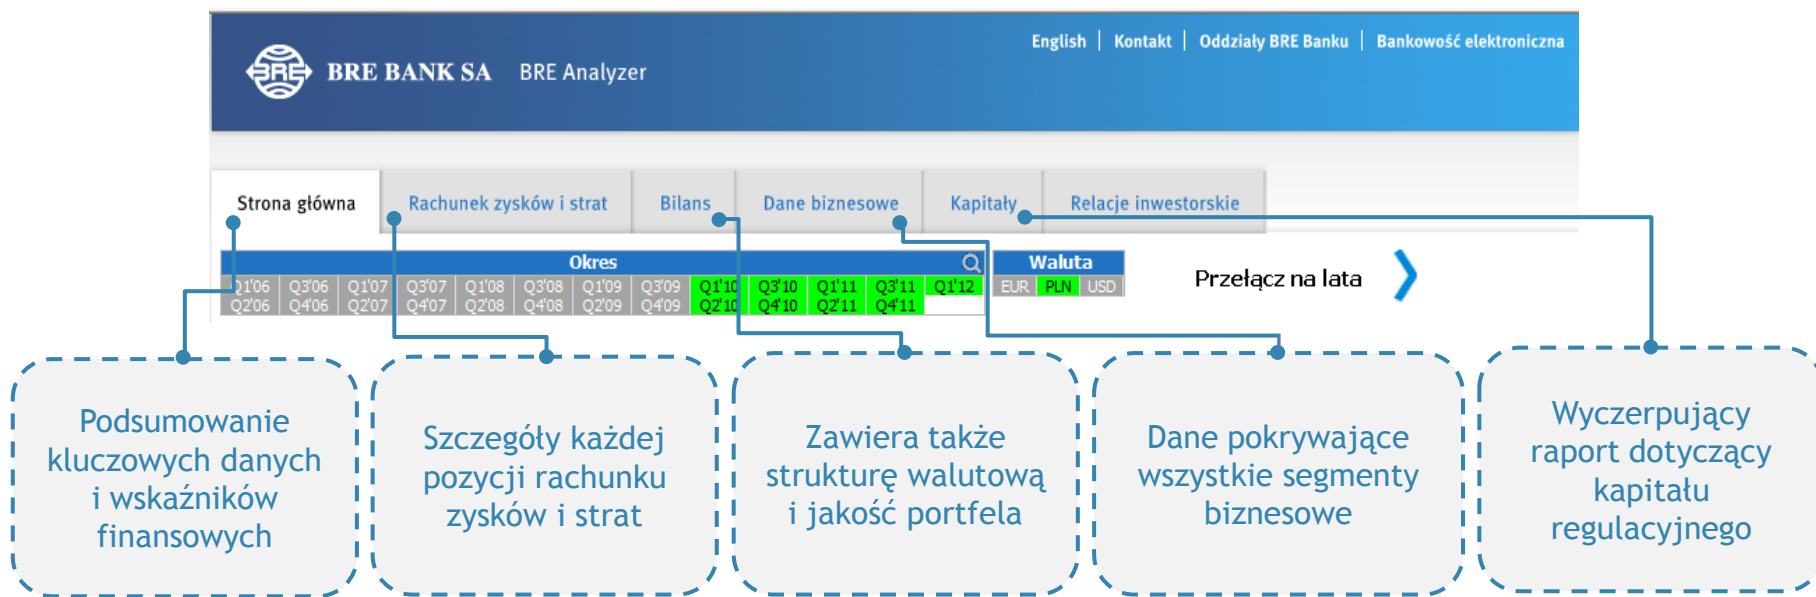 English | Kontakt | Oddziały BRE Banku | Bankowość elektroniczna
BRE BRE BANK SA BRE Analyzer
Strona główna Rachunek zysków i strat Bilans Dane biznesowe Kapitały Relacje inwestorskie
Okres Waluta
Q1'06 Q3'06 Q1'07 Q3'07 Q1'08 Q3'08 Q1'09 Q3'09 Q1'10 Q3'10 Q1'11 Q3'11 Q1'12 EUR PLN USD
Q2'06 Q4'06 Q2'07 Q4'07 Q2'08 Q4'08 Q2'09 Q4'09 Q2'10 Q4'10 Q2'11 Q4'11
Przełącz na lata
Podsumowanie
kluczowych danych
i wskaźników
finansowych
Szczegóły każdej
pozycji rachunku
zysków i strat
Zawiera także
strukturę walutową
i jakość portfela
Dane pokrywające
wszystkie segmenty
biznesowe
Wyczerpujący
raport dotyczący
kapitału
regulacyjnego